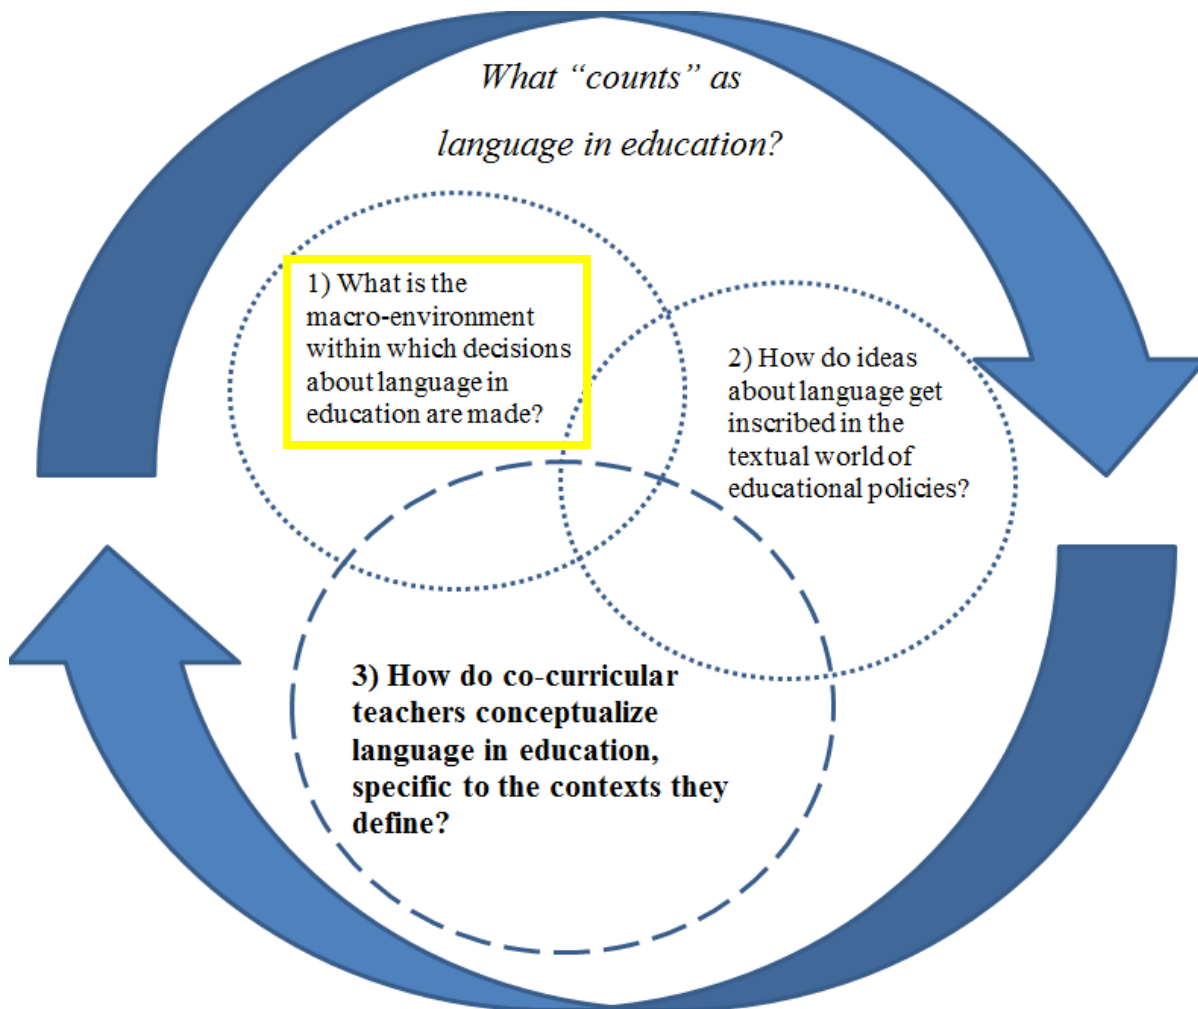 What “counts” as
language in education?
1) What is the
macro-environment
within which decisions
about language in
education are made?
2) How do ideas
about language get
inscribed in the
textual world of
educational policies?
3) How do co-curricular
teachers conceptualize
language in education,
specific to the contexts they
define?